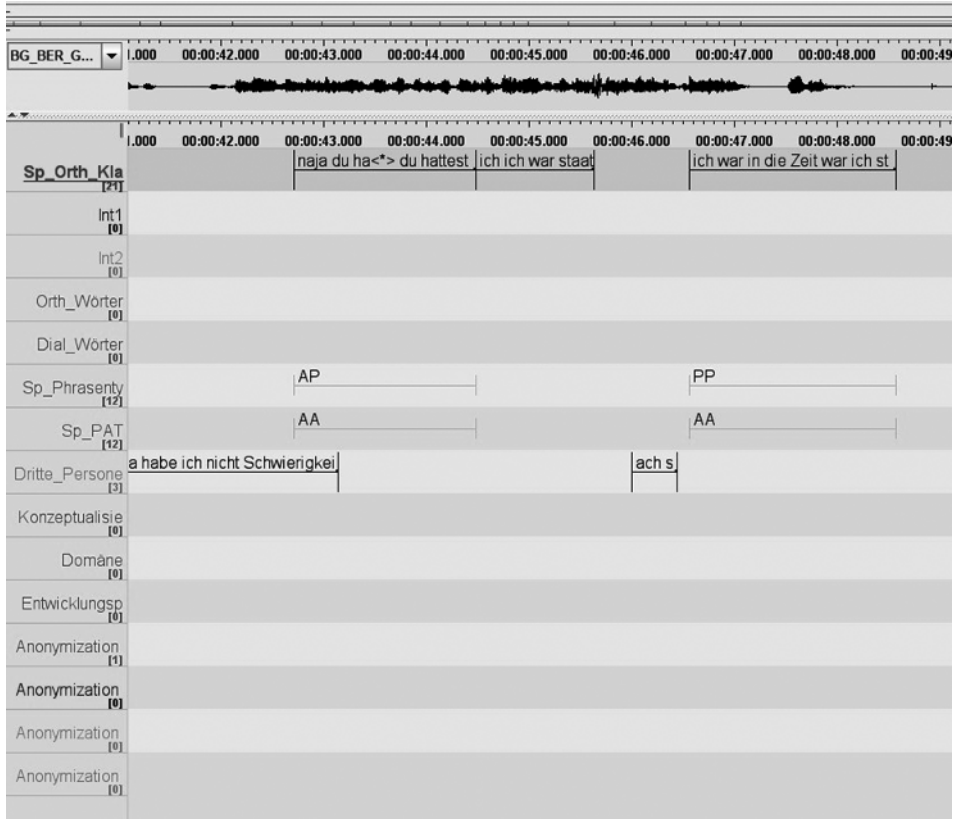 BG_BER_G...
1.000 00:00:42.000 00:00:43.000 00:00:44.000 00:00:45.000 00:00:46.000 00:00:47.000 00:00:48.000 00:00:49
1.000 00:00:42.000 00:00:43.000 00:00:44.000 00:00:45.000 00:00:46.000 00:00:47.000 00:00:48.000 00:00:49
Sp_Orth_Kla [21] naja du ha<*> du hattest ich ich war staat ich war in die Zeit war ich st
Int1 [0]
Int2 [0]
Orth_Wörter [0]
Dial_Wörter [0]
Sp_Phrasenty [12] AP PP
Sp_PAT [12] AA AA
Dritte_Persone [3] a habe ich nicht Schwierigkei ach s
Konzeptualisie [0]
Domäne [0]
Entwicklungsp [0]
Anonymization [1]
Anonymization [0]
Anonymization [0]
Anonymization [0]